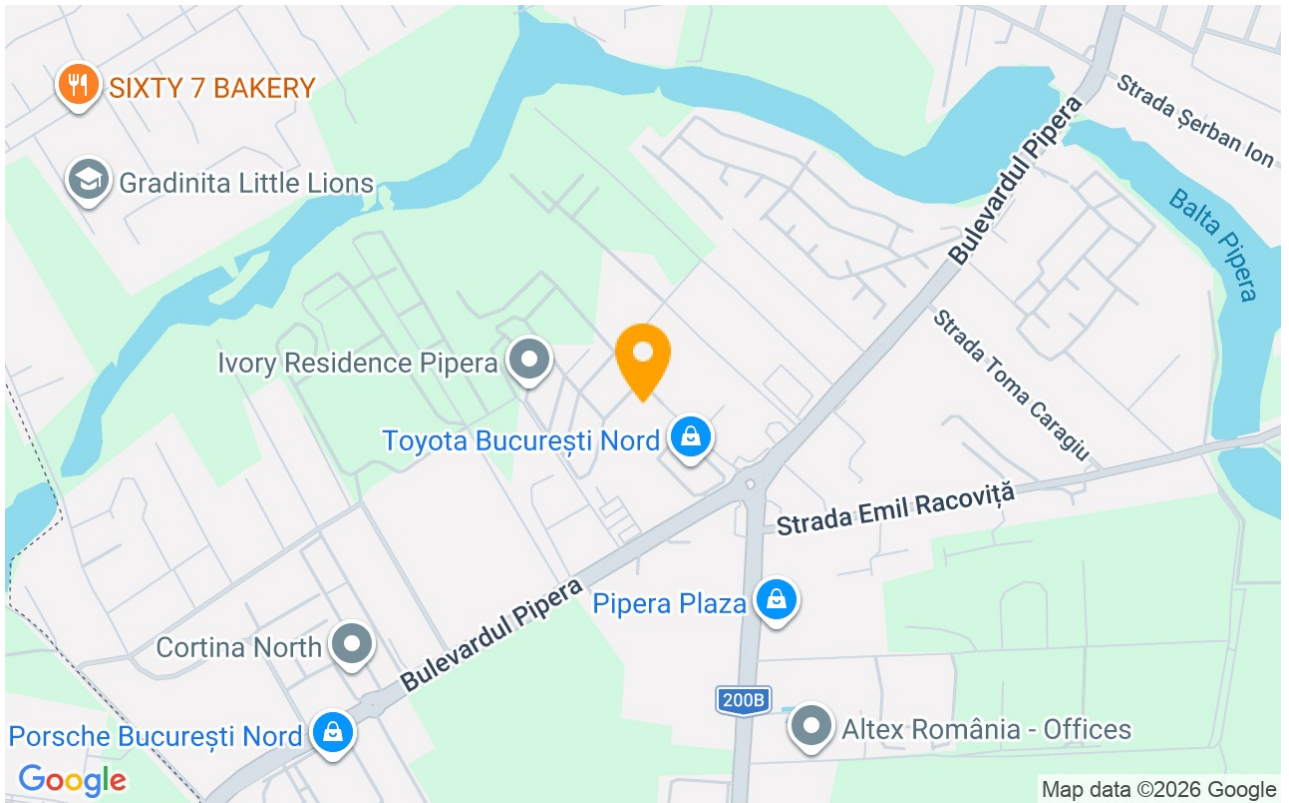 SIXTY 7 BAKERY
Strada Șerban Ion
Gradinita Little Lions
Bulevardul Pipera
Balta Pipera
Ivory Residence Pipera
Strada Toma Caragiu
Toyota București Nord
Strada Emil Racoviță
Bulevardul Pipera
Pipera Plaza
Cortina North
200B
Porsche București Nord
Altex România - Offices
Google
Map data ©2026 Google